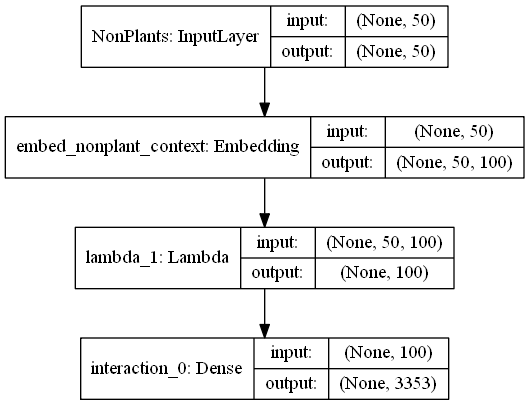 NonPlants: InputLayer
input: (None, 50)
output: (None, 50)
embed_nonplant_context: Embedding
input: (None, 50)
output: (None, 50, 100)
lambda_1: Lambda
input: (None, 50, 100)
output: (None, 100)
interaction_0: Dense
input: (None, 100)
output: (None, 3353)